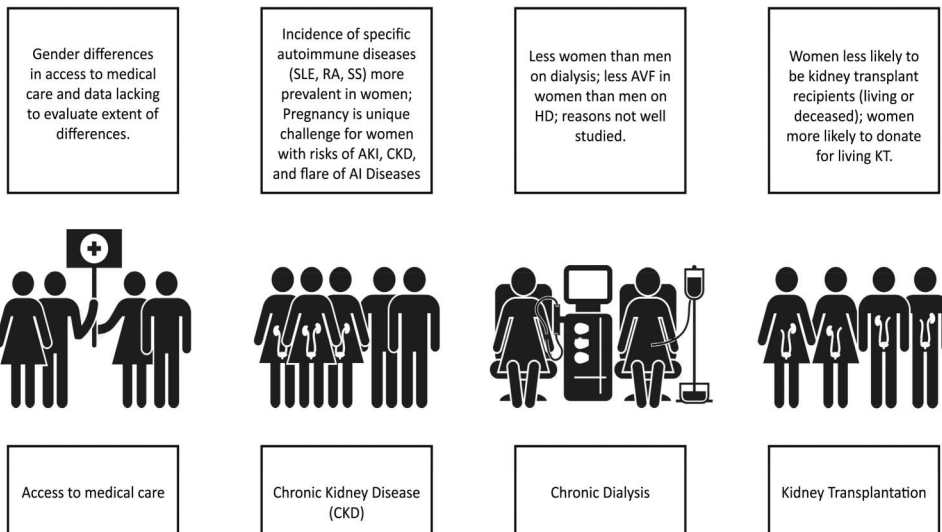 Gender differences
in access to medical
care and data lacking
to evaluate extent of
differences.
Incidence of specific
autoimmune diseases
(SLE, RA, SS) more
prevalent in women;
Pregnancy is unique
challenge for women
with risks of AKI, CKD,
and flare of AI Diseases
Less women than men
on dialysis; less AVF in
women than men on
HD; reasons not well
studied.
Women less likely to
be kidney transplant
recipients (living or
deceased); women
more likely to donate
for living KT.
Access to medical care
Chronic Kidney Disease
(CKD)
Chronic Dialysis
Kidney Transplantation